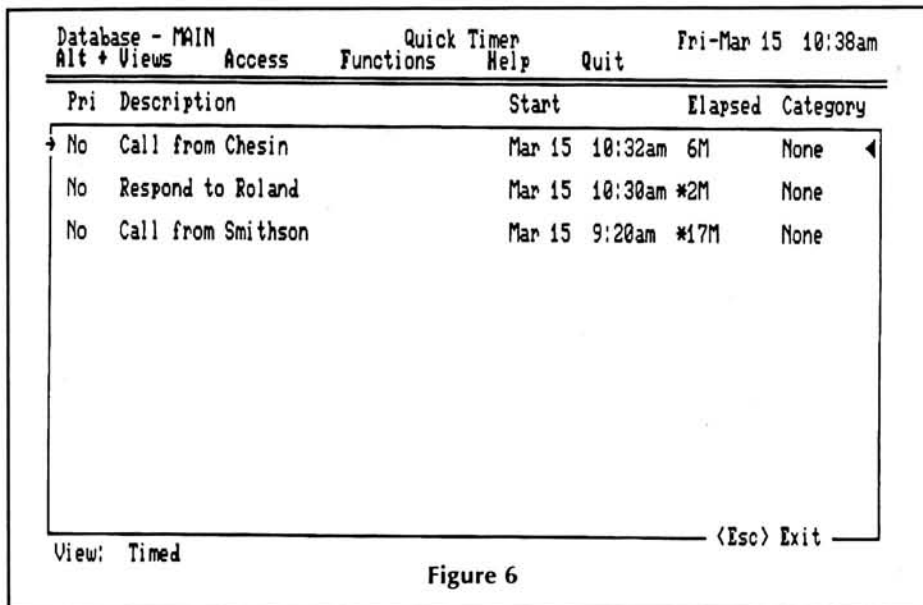 Database - MAIN Quick Timer Fri-Mar 15 10:38am
Alt + Views Access Functions Help Quit
Pri Description Start Elapsed Category
No Call from Chesin Mar 15 10:32am 6M None
No Respond to Roland Mar 15 10:30am *2M None
No Call from Smithson Mar 15 9:20am *17M None
<Esc> Exit
View: Timed
Figure 6